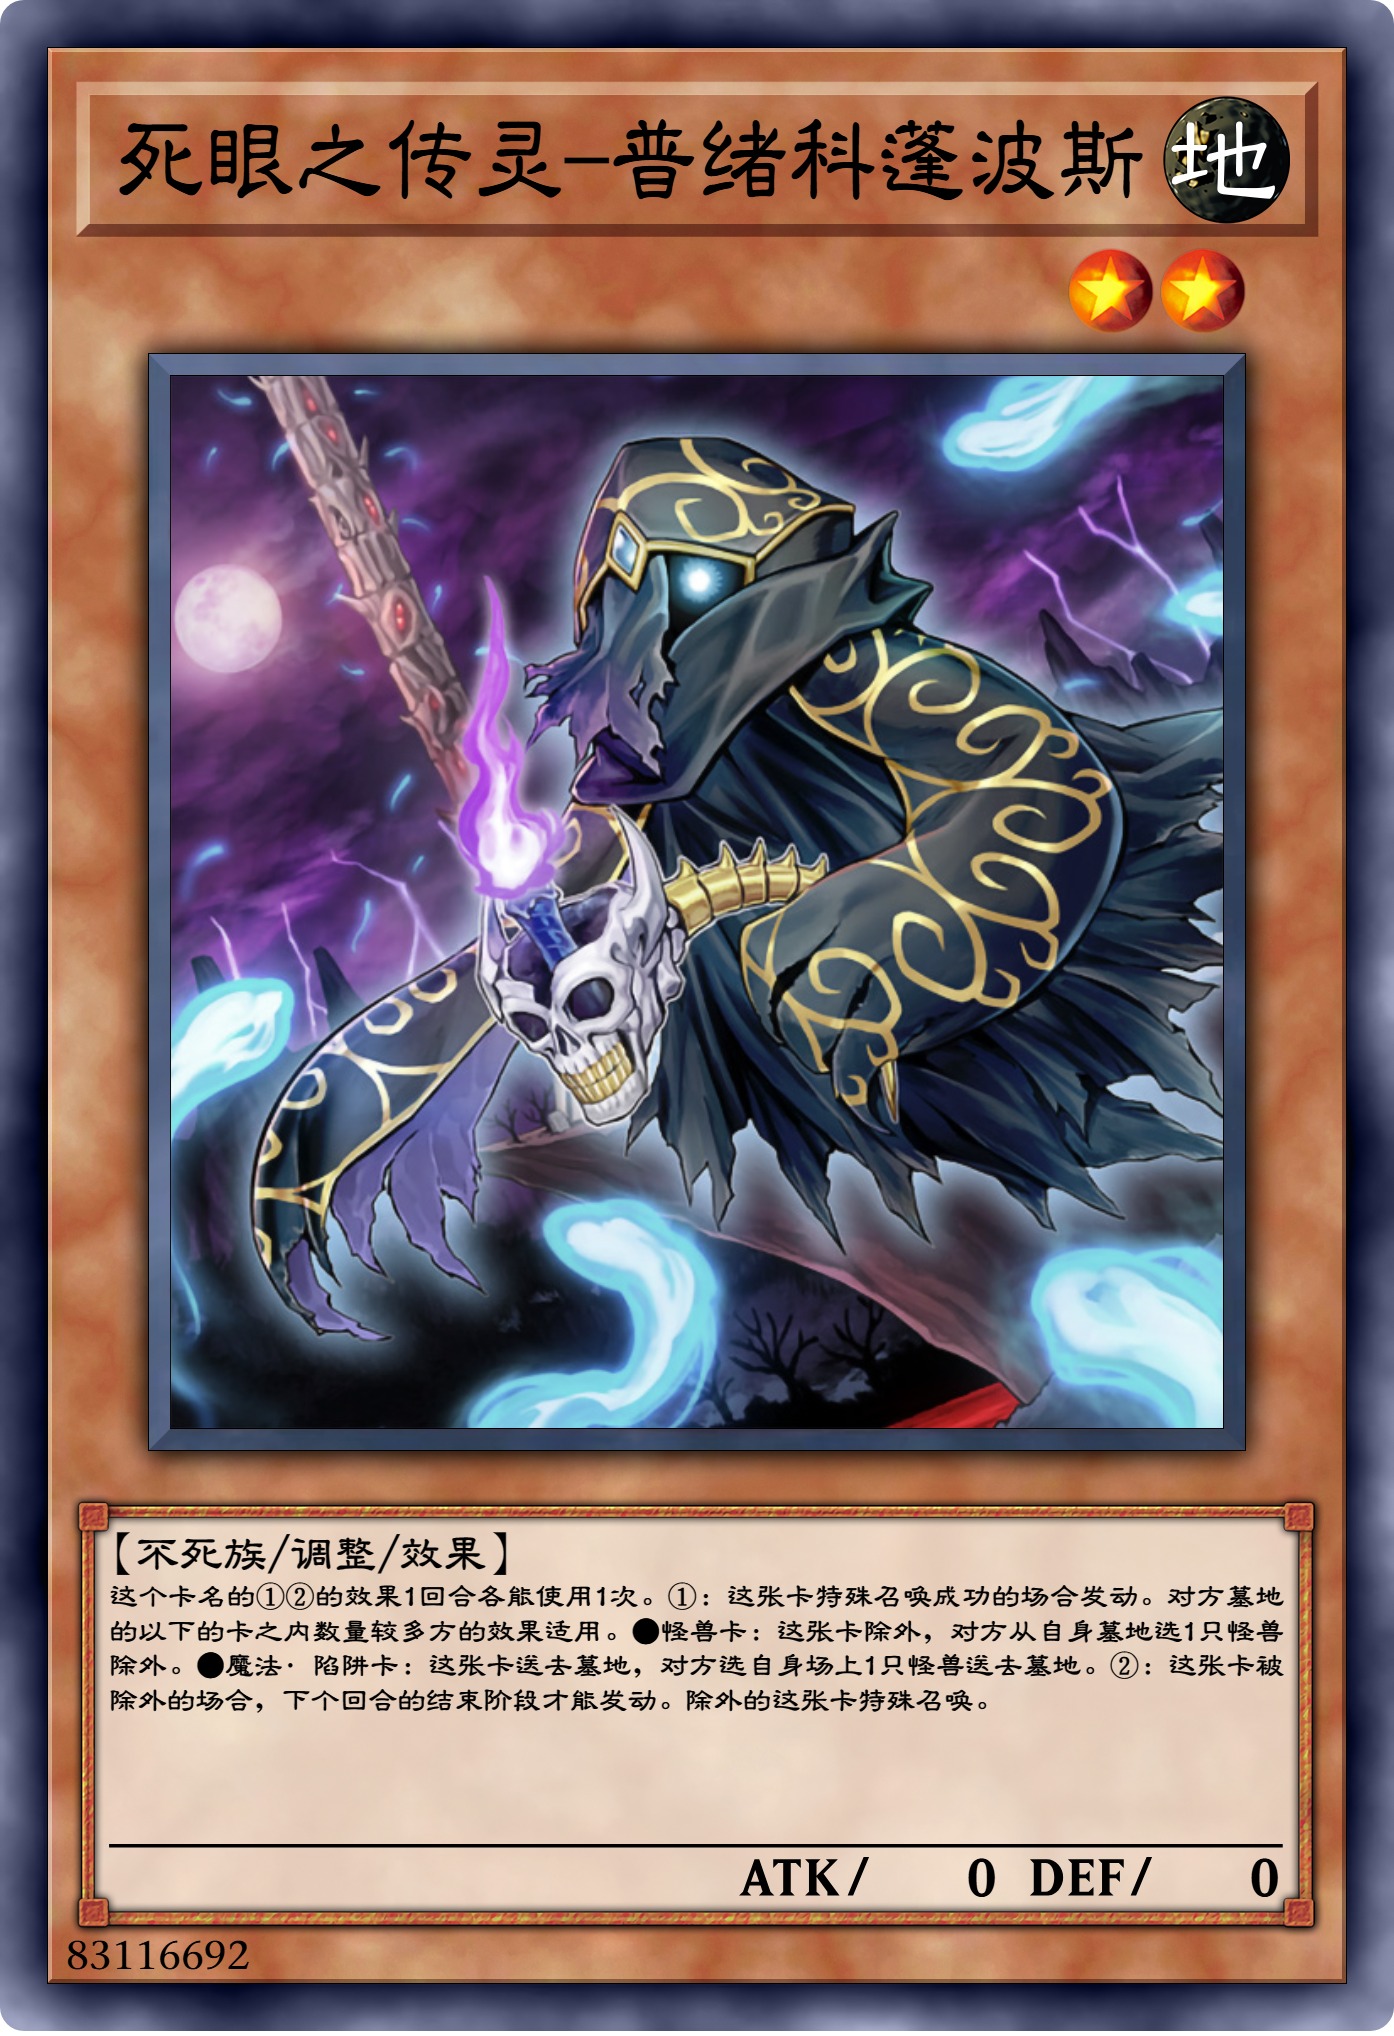 死眼之传灵-普绪科蓬波斯
地
【不死族/调整/效果】
这个卡名的①②的效果1回合各能使用1次。①：这张卡特殊召唤成功的场合发动。对方墓地
的以下的卡之内数量较多方的效果适用。●怪兽卡：这张卡除外，对方从自身墓地选1只怪兽
除外。●魔法·陷阱卡：这张卡送去墓地，对方选自身场上1只怪兽送去墓地。②：这张卡被
除外的场合，下个回合的结束阶段才能发动。除外的这张卡特殊召唤。
ATK/ 0 DEF/ 0
83116692